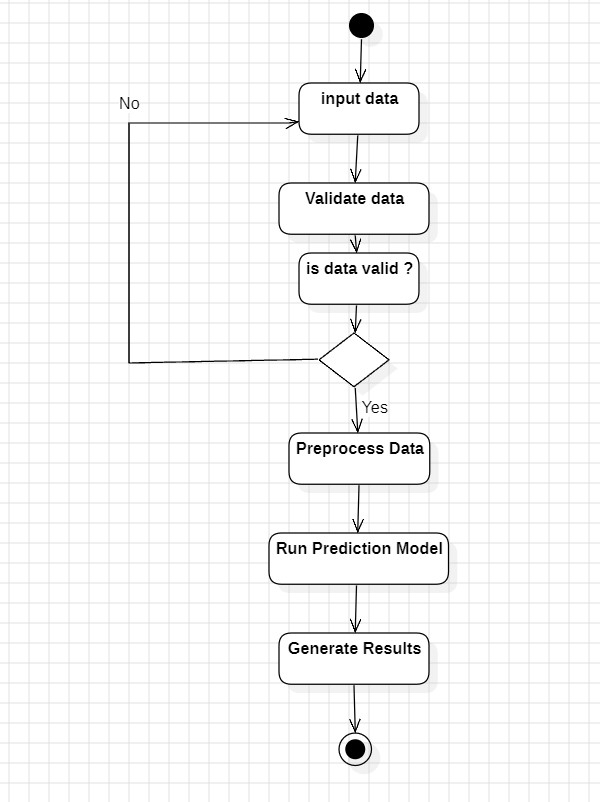 No
input data
Validate data
is data valid ?
Yes
Preprocess Data
Run Prediction Model
Generate Results